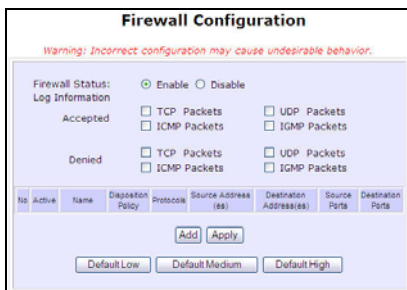 Firewall Configuration
Warning: Incorrect configuration may cause undesirable behavior.
Firewall Status: Enable Disable
Log Information
Accepted TCP Packets UDP Packets
ICMP Packets IGMP Packets
Denied TCP Packets UDP Packets
ICMP Packets IGMP Packets
No Active Name Disposition Policy Protocols Source Address (es) Destination Address(es) Source Ports Destination Ports
Add Apply
Default Low Default Medium Default High